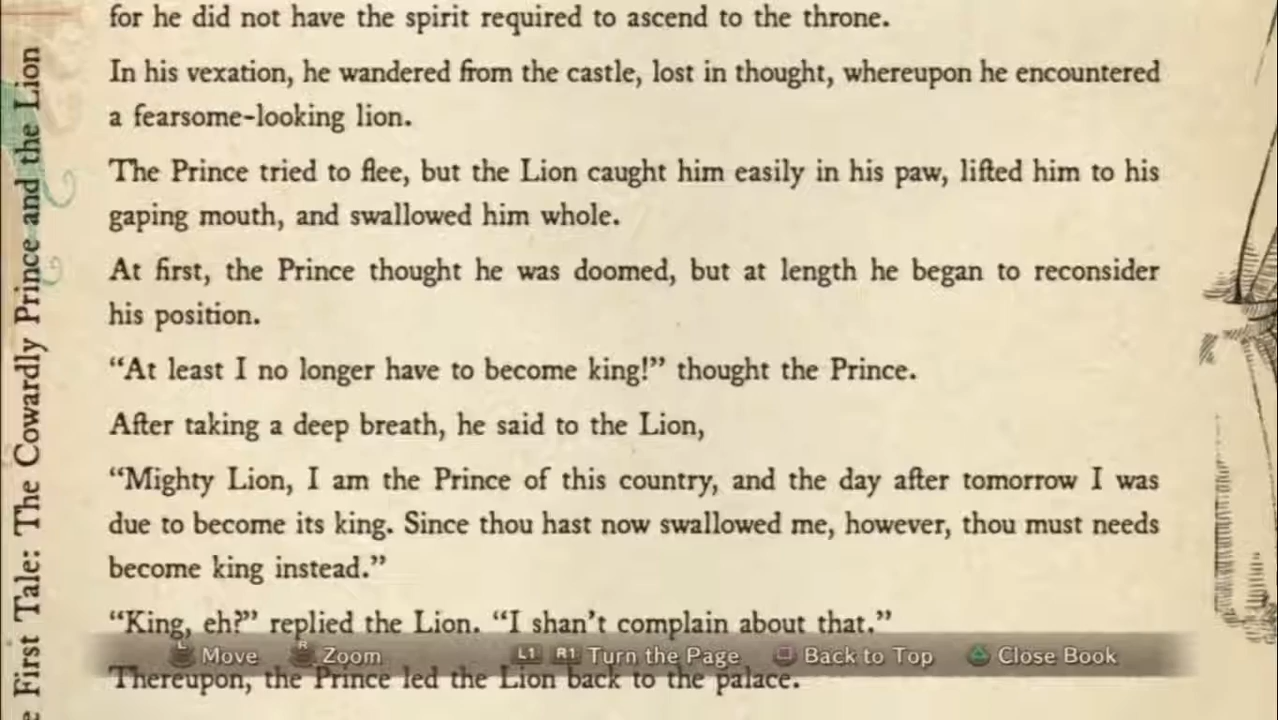 for he did not have the spirit required to ascend to the throne.
In his vexation, he wandered from the castle, lost in thought, whereupon he encountered
a fearsome-looking lion.
The Prince tried to flee, but the Lion caught him easily in his paw, lifted him to his
gaping mouth, and swallowed him whole.
At first, the Prince thought he was doomed, but at length he began to reconsider
his position.
“At least I no longer have to become king!” thought the Prince.
After taking a deep breath, he said to the Lion,
“Mighty Lion, I am the Prince of this country, and the day after tomorrow I was
due to become its king. Since thou hast now swallowed me, however, thou must needs
become king instead.”
“King, eh?” replied the Lion. “I shan’t complain about that.”
L Move R Zoom L1 R1 Turn the Page Back to Top Close Book
Thereupon, the Prince led the Lion back to the palace.
e First Tale: The Cowardly Prince and the Lion